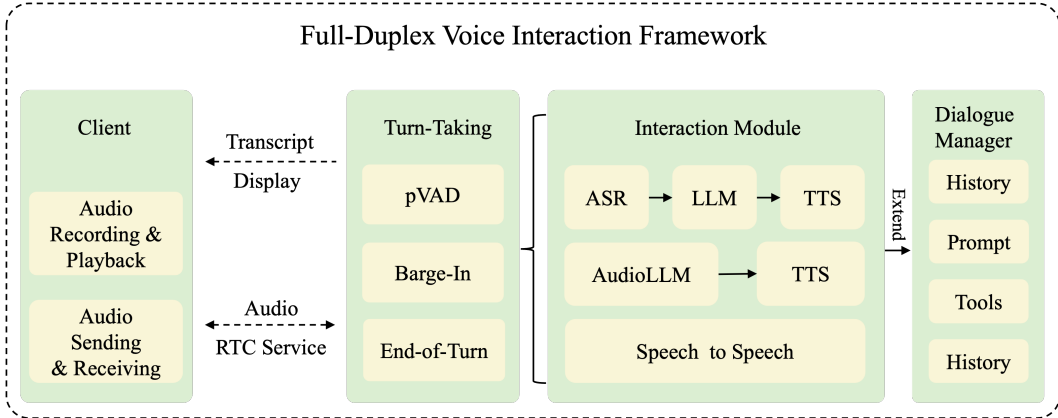 Full-Duplex Voice Interaction Framework
Client
Audio
Recording &
Playback
Audio
Sending
& Receiving
Transcript
Display
Audio
RTC Service
Turn-Taking
pVAD
Barge-In
End-of-Turn
Interaction Module
ASR
LLM
TTS
AudioLLM
TTS
Speech to Speech
Extend
Dialogue
Manager
History
Prompt
Tools
History